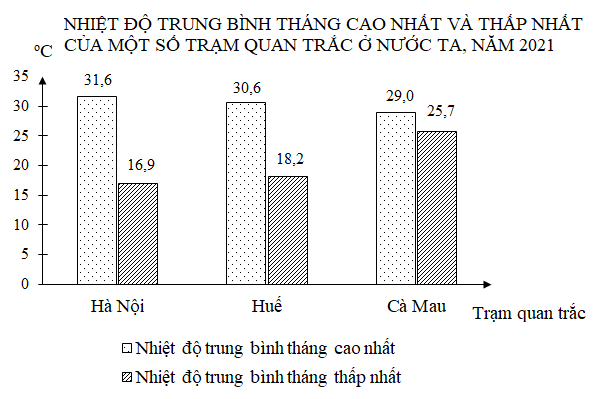 NHIỆT ĐỘ TRUNG BÌNH THÁNG CAO NHẤT VÀ THẤP NHẤT
CỦA MỘT SỐ TRẠM QUAN TRẮC Ở NƯỚC TA, NĂM 2021
ºC
35
30
25
20
15
10
5
0
31,6
16,9
30,6
18,2
29,0
25,7
Hà Nội
Huế
Cà Mau
Trạm quan trắc
Nhiệt độ trung bình tháng cao nhất
Nhiệt độ trung bình tháng thấp nhất